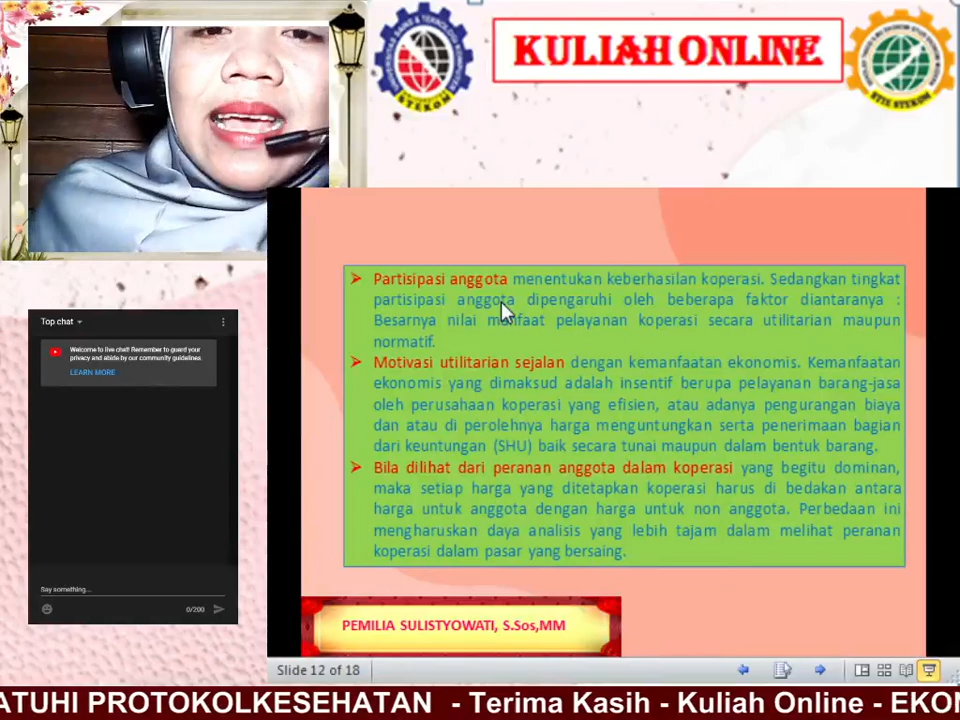 KULIAH ONLINE
UNIVERSITAS SAINS & TEKNOLOGI KOMPUTER
STEKOM
STIE STEKOM
Top chat
Welcome to live chat! Remember to guard your
privacy and abide by our community guidelines.
LEARN MORE
Say something...
0/200
➢ Partisipasi anggota menentukan keberhasilan koperasi. Sedangkan tingkat
partisipasi anggota dipengaruhi oleh beberapa faktor diantaranya :
Besarnya nilai manfaat pelayanan koperasi secara utilitarian maupun
normatif.
➢ Motivasi utilitarian sejalan dengan kemanfaatan ekonomis. Kemanfaatan
ekonomis yang dimaksud adalah insentif berupa pelayanan barang-jasa
oleh perusahaan koperasi yang efisien, atau adanya pengurangan biaya
dan atau di perolehnya harga menguntungkan serta penerimaan bagian
dari keuntungan (SHU) baik secara tunai maupun dalam bentuk barang.
➢ Bila dilihat dari peranan anggota dalam koperasi yang begitu dominan,
maka setiap harga yang ditetapkan koperasi harus di bedakan antara
harga untuk anggota dengan harga untuk non anggota. Perbedaan ini
mengharuskan daya analisis yang lebih tajam dalam melihat peranan
koperasi dalam pasar yang bersaing.
PEMILIA SULISTYOWATI, S.Sos,MM
Slide 12 of 18
ATUHI PROTOKOLKESEHATAN - Terima Kasih - Kuliah Online - EKO